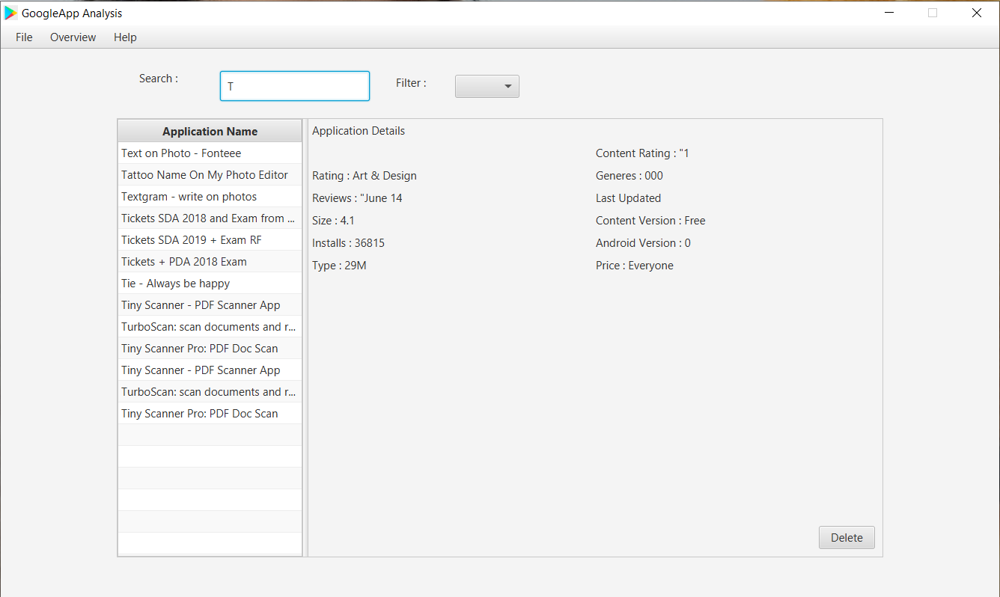 GoogleApp Analysis
File Overview Help
Search :
T
Filter :
Application Name
Text on Photo - Fonteee
Tattoo Name On My Photo Editor
Textgram - write on photos
Tickets SDA 2018 and Exam from ...
Tickets SDA 2019 + Exam RF
Tickets + PDA 2018 Exam
Tie - Always be happy
Tiny Scanner - PDF Scanner App
TurboScan: scan documents and r...
Tiny Scanner Pro: PDF Doc Scan
Tiny Scanner - PDF Scanner App
TurboScan: scan documents and r...
Tiny Scanner Pro: PDF Doc Scan
Application Details
Rating : Art & Design
Reviews : "June 14
Size : 4.1
Installs : 36815
Type : 29M
Content Rating : "1
Generes : 000
Last Updated
Content Version : Free
Android Version : 0
Price : Everyone
Delete